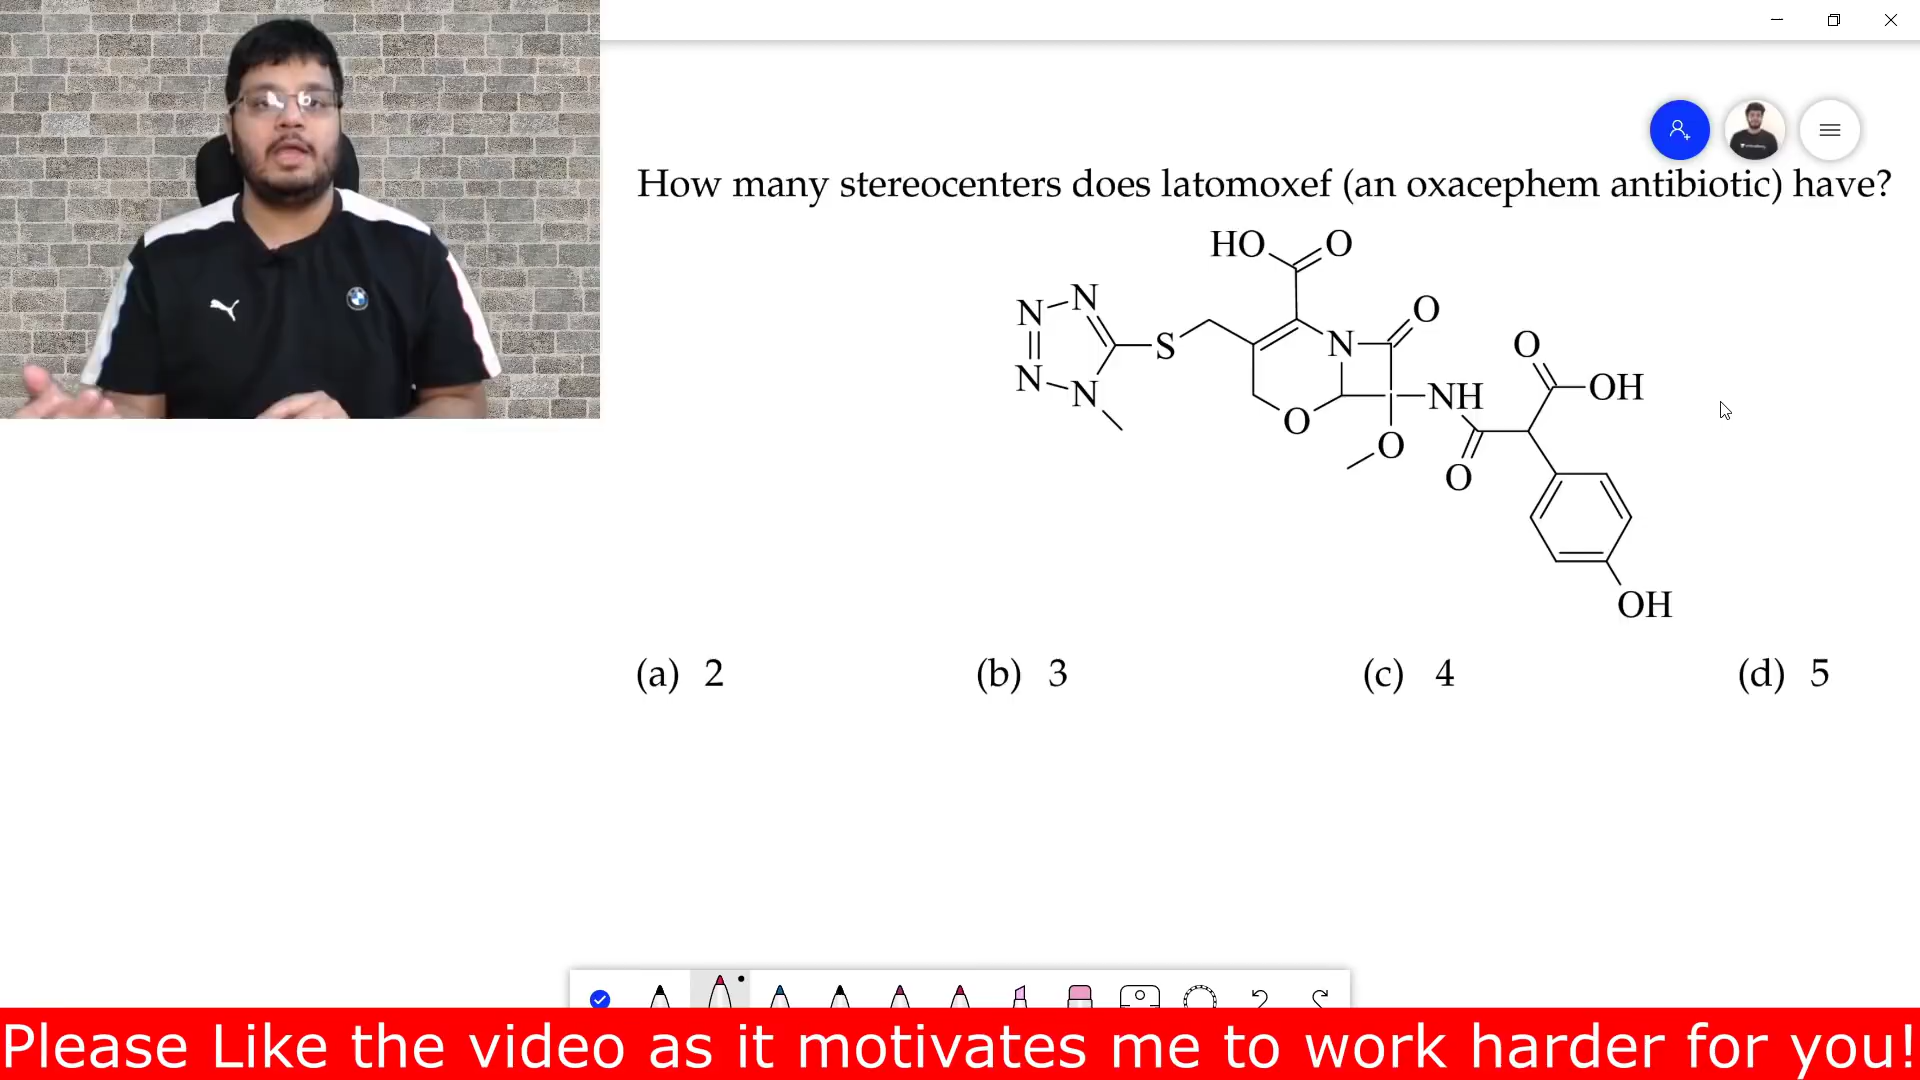 How many stereocenters does latomoxef (an oxacephem antibiotic) have?
HO
O
N
N
N
N
S
N
O
O
O
NH
O
OH
O
O
OH
(a) 2
(b) 3
(c) 4
(d) 5
Please Like the video as it motivates me to work harder for you!